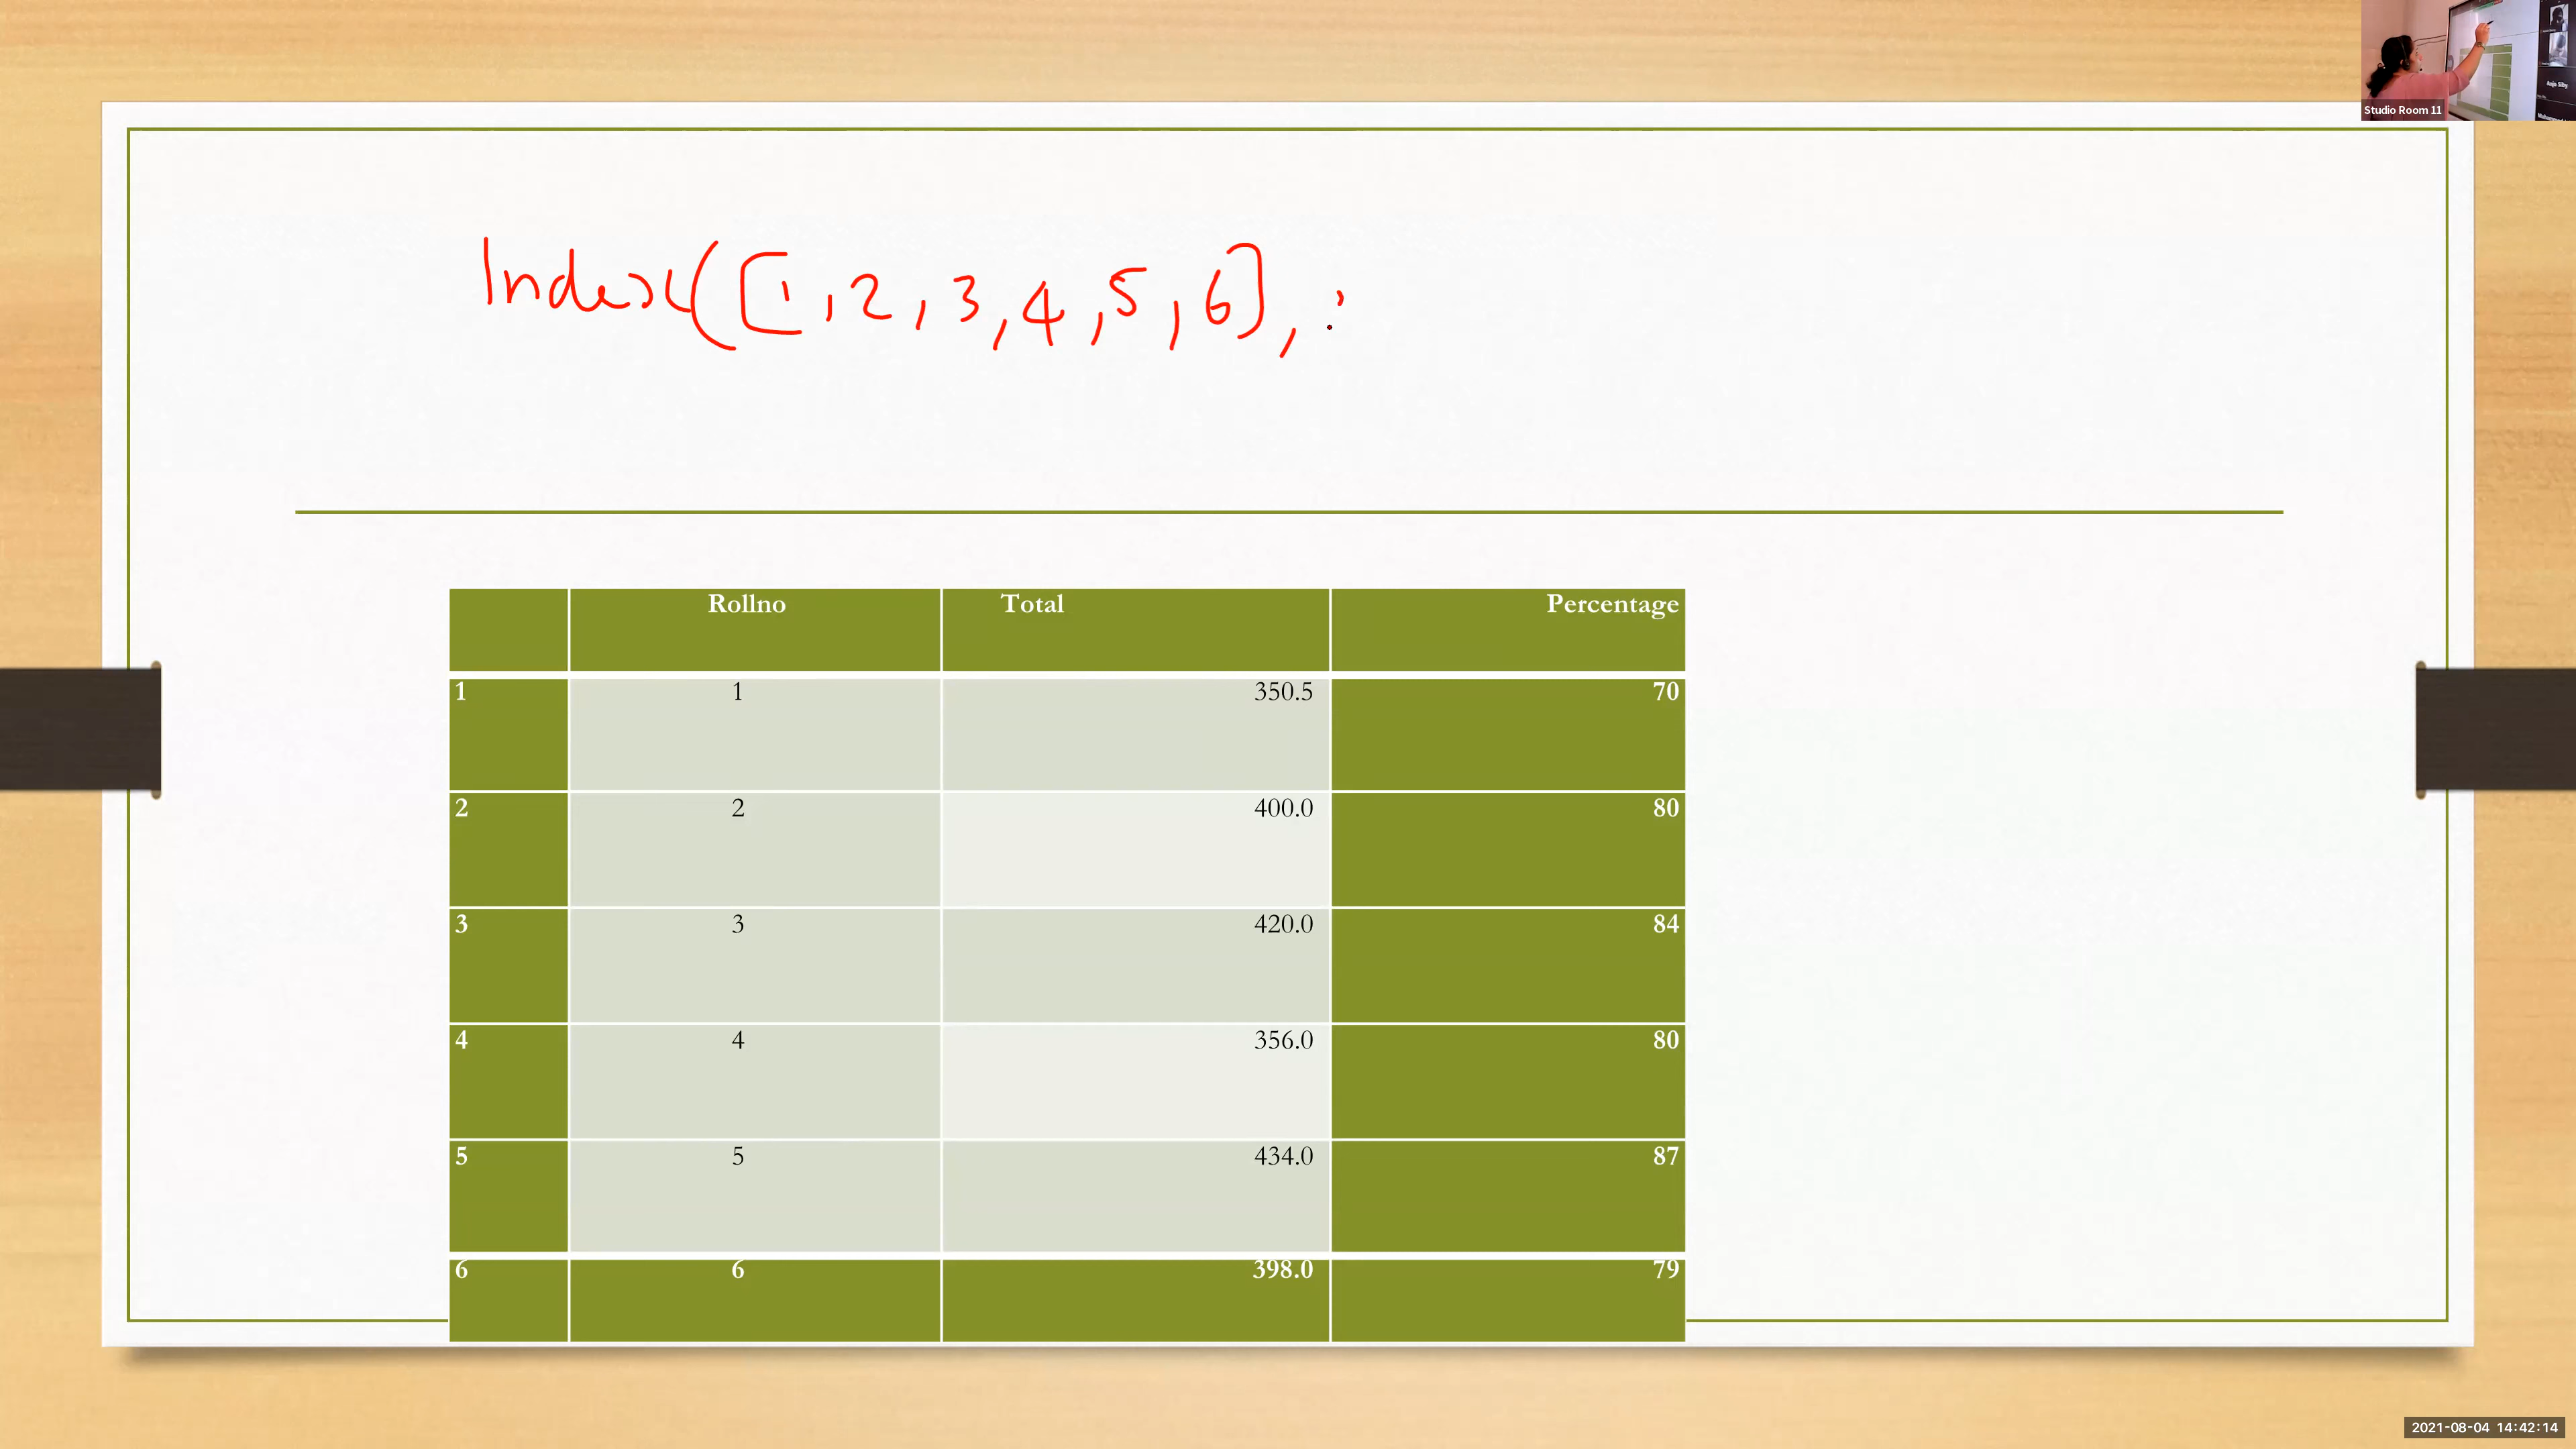 Studio Room 11
Anju Siby
Index([1,2,3,4,5,6],
Rollno Total Percentage
1 1 350.5 70
2 2 400.0 80
3 3 420.0 84
4 4 356.0 80
5 5 434.0 87
6 6 398.0 79
2021-08-04 14:42:14